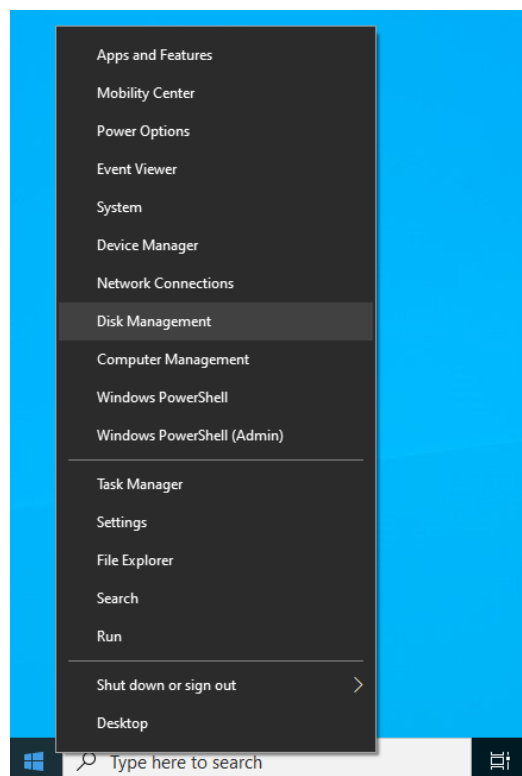 Apps and Features
Mobility Center
Power Options
Event Viewer
System
Device Manager
Network Connections
Disk Management
Computer Management
Windows PowerShell
Windows PowerShell (Admin)
Task Manager
Settings
File Explorer
Search
Run
Shut down or sign out
Desktop
Type here to search